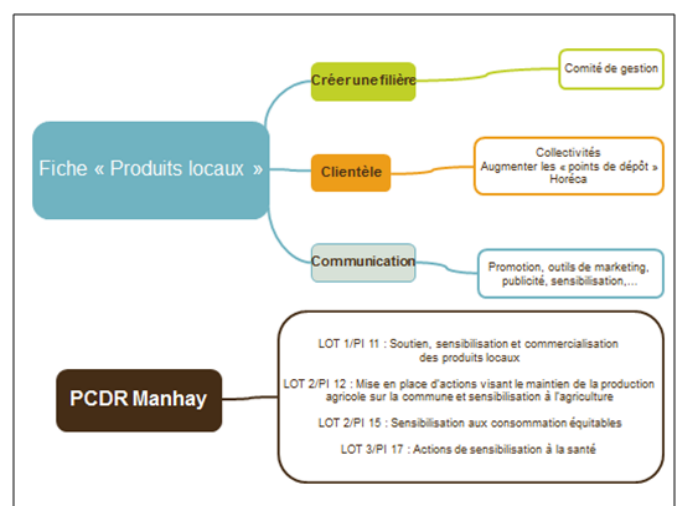 Créer une filière
Comité de gestion
Fiche « Produits locaux »
Clientèle
Collectivités
Augmenter les « points de dépôt »
Horéca
Communication
Promotion, outils de marketing,
publicité, sensibilisation,...
PCDR Manhay
LOT 1/PI 11 : Soutien, sensibilisation et commercialisation
des produits locaux
LOT 2/PI 12 : Mise en place d'actions visant le maintien de la production
agricole sur la commune et sensibilisation à l'agriculture
LOT 2/PI 15 : Sensibilisation aux consommation équitables
LOT 3/PI 17 : Actions de sensibilisation à la santé